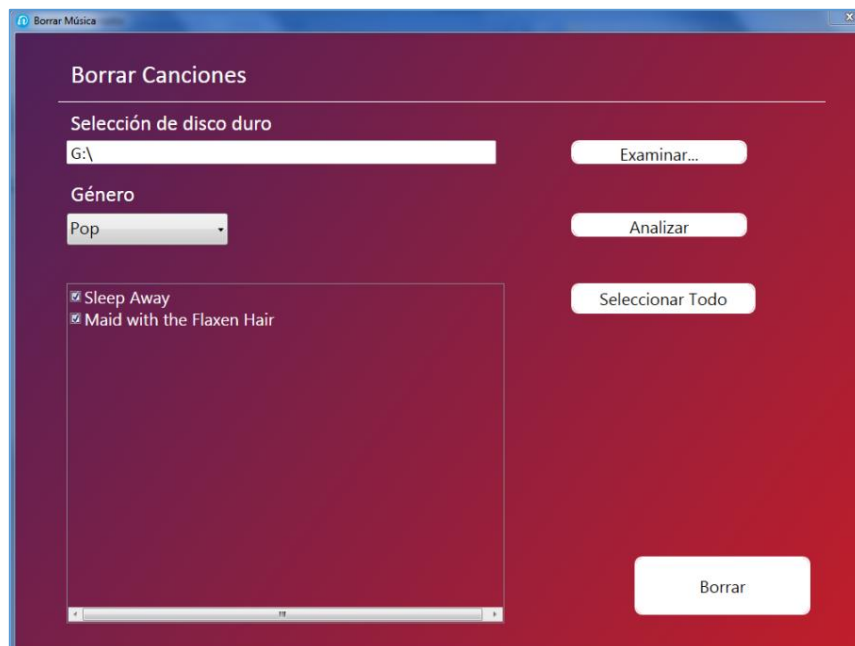 Borrar Música
Borrar Canciones
Selección de disco duro
G:\
Examinar...
Género
Pop
Analizar
Sleep Away
Maid with the Flaxen Hair
Seleccionar Todo
Borrar